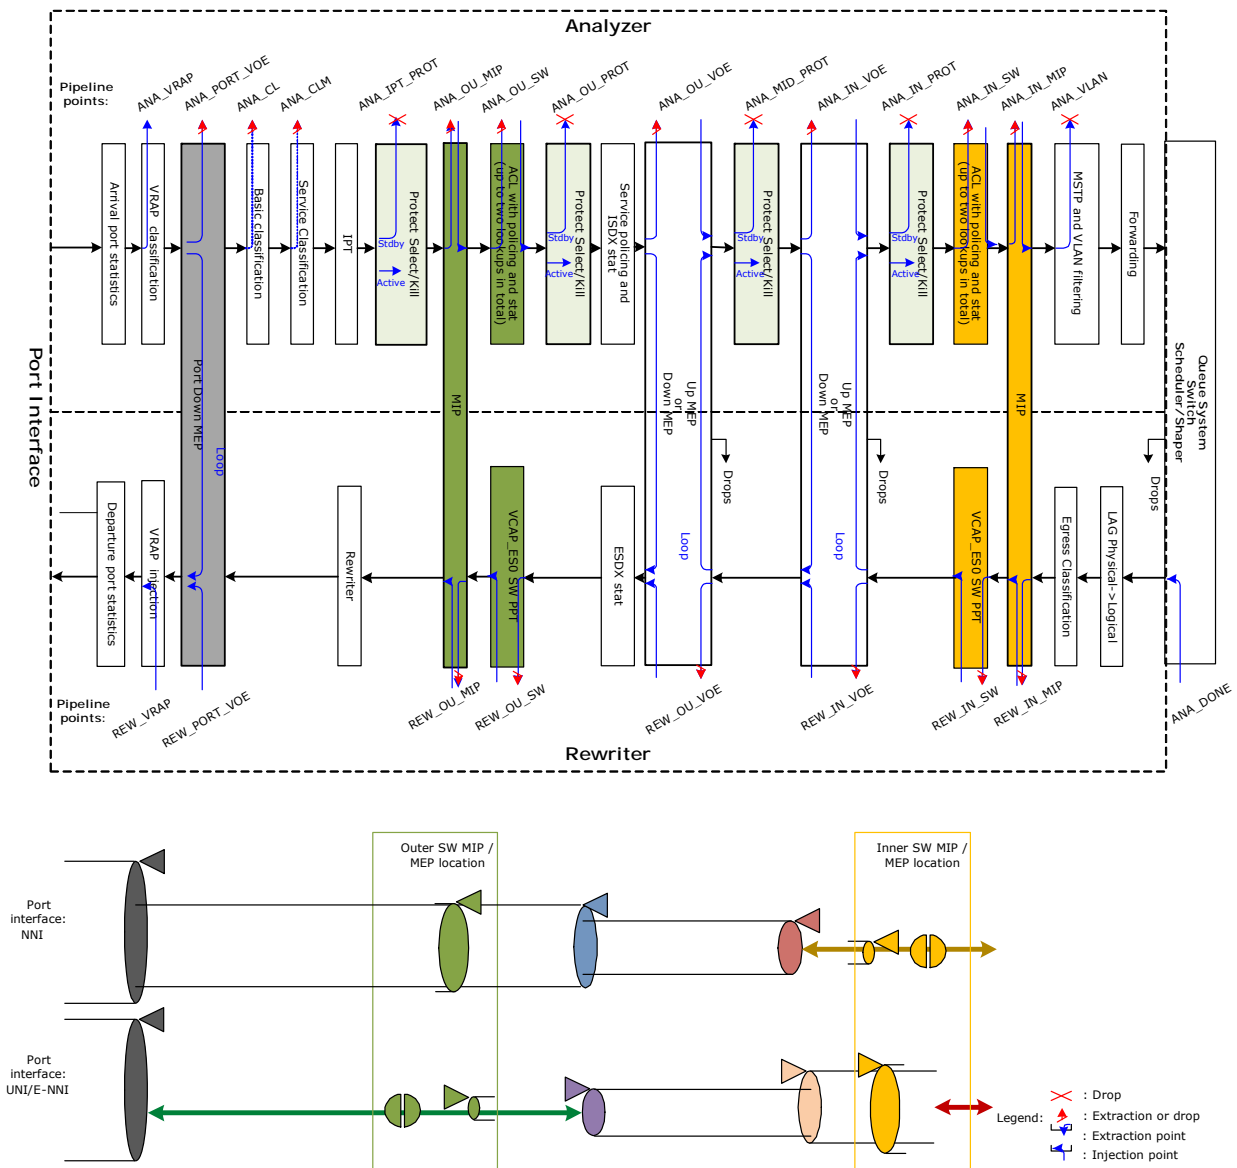 Analyzer
Pipeline
points:
ANA_VRAP
ANA_PORT_VOE
ANA_CL
ANA_CLM
ANA_IPT_PROT
ANA_OU_MIP
ANA_OU_SW
ANA_OU_PROT
ANA_OU_VOE
ANA_MID_PROT
ANA_IN_VOE
ANA_IN_PROT
ANA_IN_SW
ANA_IN_MIP
ANA_VLAN
Arrival port statistics
VRAP classification
Port Down MEP
Loop
Basic classification
Service Classification
IPT
Protect Select/Kill
Stdby
Active
MIP
ACL with policing and stat
(up to two lookups in
total)
Protect Select/Kill
Stdby
Active
Service policing and
ISDX stat
Up MEP
or
Down MEP
Loop
Drops
Protect Select/Kill
Stdby
Active
Up MEP
or
Down MEP
Loop
Drops
Protect Select/Kill
Stdby
Active
ACL with policing and stat
(up to two lookups in
total)
MIP
MSTP and VLAN filtering
Forwarding
Queue System
Switch
Scheduler/Shaper
Drops
Port Interface
Departure port statistics
VRAP injection
Rewriter
VCAP_ES0 SW PPT
ESDX stat
VCAP_ES0 SW PPT
Egress Classification
LAG Physical->Logical
Pipeline
points:
REW_VRAP
REW_PORT_VOE
REW_OU_MIP
REW_OU_SW
REW_OU_VOE
REW_IN_VOE
REW_IN_SW
REW_IN_MIP
ANA_DONE
Rewriter
Outer SW MIP /
MEP location
Inner SW MIP /
MEP location
Port
interface:
NNI
Port
interface:
UNI/E-NNI
Legend:
: Drop
: Extraction or drop
: Extraction point
: Injection point